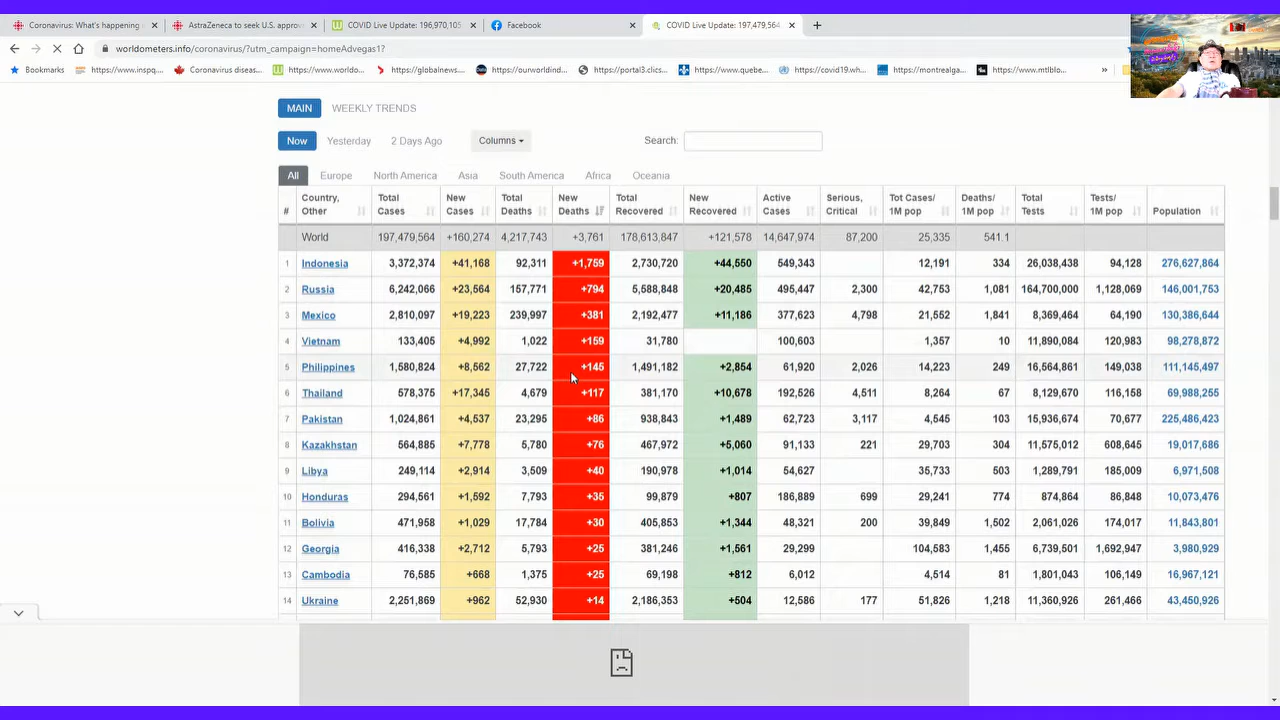 Coronavirus: What's happening
AstraZeneca to seek U.S. approv
COVID Live Update: 196,970,105
Facebook
COVID Live Update: 197,479,564
worldometers.info/coronavirus/?utm_campaign=homeAdvegas1?
Bookmarks https://www.inspq... Coronavirus diseas... https://www.worldo... https://globalnews... https://ourworldind... https://portal3.clics... https://www.quebe... https://covid19.wh... https://montrealga... https://www.mtlblo...
MAIN WEEKLY TRENDS
Now Yesterday 2 Days Ago Columns Search:
All Europe North America Asia South America Africa Oceania
# Country, Other Total Cases New Cases Total Deaths New Deaths Total Recovered New Recovered Active Cases Serious, Critical Tot Cases/ 1M pop Deaths/ 1M pop Total Tests Tests/ 1M pop Population
World 197,479,564 +160,274 4,217,743 +3,761 178,613,847 +121,578 14,647,974 87,200 25,335 541.1
1 Indonesia 3,372,374 +41,168 92,311 +1,759 2,730,720 +44,550 549,343 12,191 334 26,038,438 94,128 276,627,864
2 Russia 6,242,066 +23,564 157,771 +794 5,588,848 +20,485 495,447 2,300 42,753 1,081 164,700,000 1,128,069 146,001,753
3 Mexico 2,810,097 +19,223 239,997 +381 2,192,477 +11,186 377,623 4,798 21,552 1,841 8,369,464 64,190 130,386,644
4 Vietnam 133,405 +4,992 1,022 +159 31,780 100,603 1,357 10 11,890,084 120,983 98,278,872
5 Philippines 1,580,824 +8,562 27,722 +145 1,491,182 +2,854 61,920 2,026 14,223 249 16,564,861 149,038 111,145,497
6 Thailand 578,375 +17,345 4,679 +117 381,170 +10,678 192,526 4,511 8,264 67 8,129,670 116,158 69,988,255
7 Pakistan 1,024,861 +4,537 23,295 +86 938,843 +1,489 62,723 3,117 4,545 103 15,936,674 70,677 225,486,423
8 Kazakhstan 564,885 +7,778 5,780 +76 467,972 +5,060 91,133 221 29,703 304 11,575,012 608,645 19,017,686
9 Libya 249,114 +2,914 3,509 +40 190,978 +1,014 54,627 35,733 503 1,289,791 185,009 6,971,508
10 Honduras 294,561 +1,592 7,793 +35 99,879 +807 186,889 699 29,241 774 874,864 86,848 10,073,476
11 Bolivia 471,958 +1,029 17,784 +30 405,853 +1,344 48,321 200 39,849 1,502 2,061,026 174,017 11,843,801
12 Georgia 416,338 +2,712 5,793 +25 381,246 +1,561 29,299 104,583 1,455 6,739,501 1,692,947 3,980,929
13 Cambodia 76,585 +668 1,375 +25 69,198 +812 6,012 4,514 81 1,801,043 106,149 16,967,121
14 Ukraine 2,251,869 +962 52,930 +14 2,186,353 +504 12,586 177 51,826 1,218 11,360,926 261,466 43,450,926